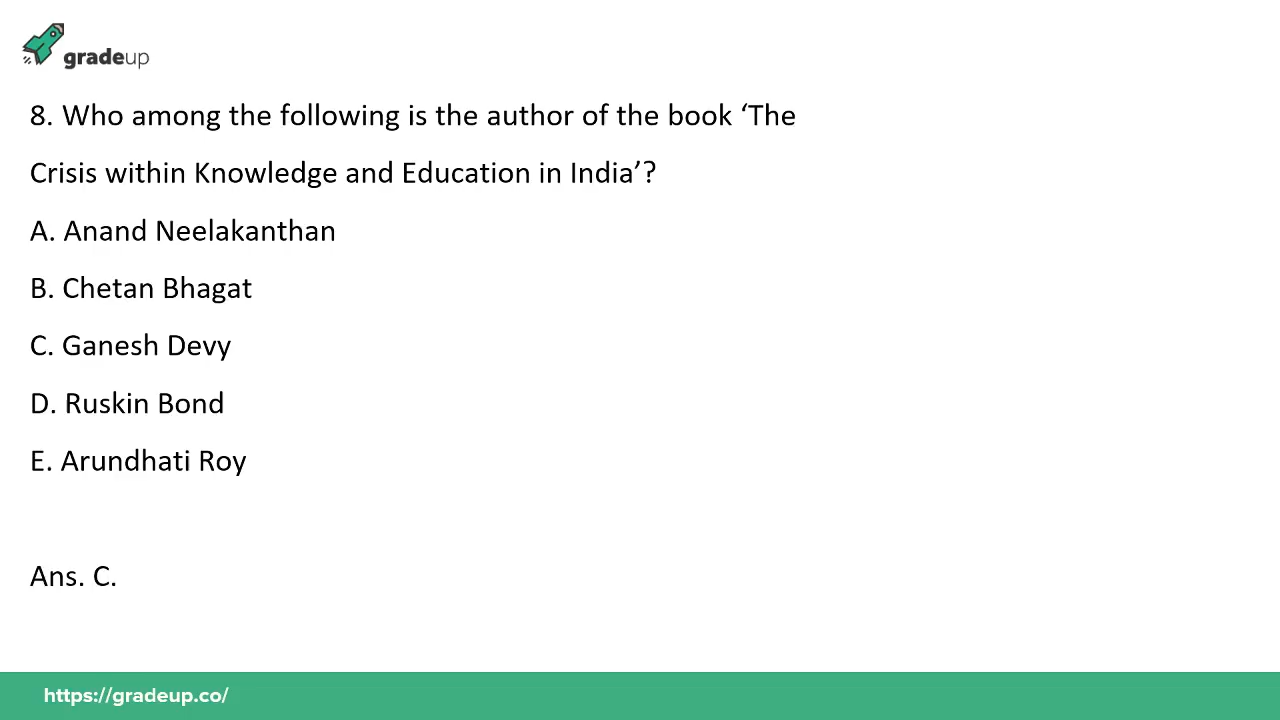 gradeup
8. Who among the following is the author of the book ‘The
Crisis within Knowledge and Education in India’?
A. Anand Neelakanthan
B. Chetan Bhagat
C. Ganesh Devy
D. Ruskin Bond
E. Arundhati Roy
Ans. C.
https://gradeup.co/